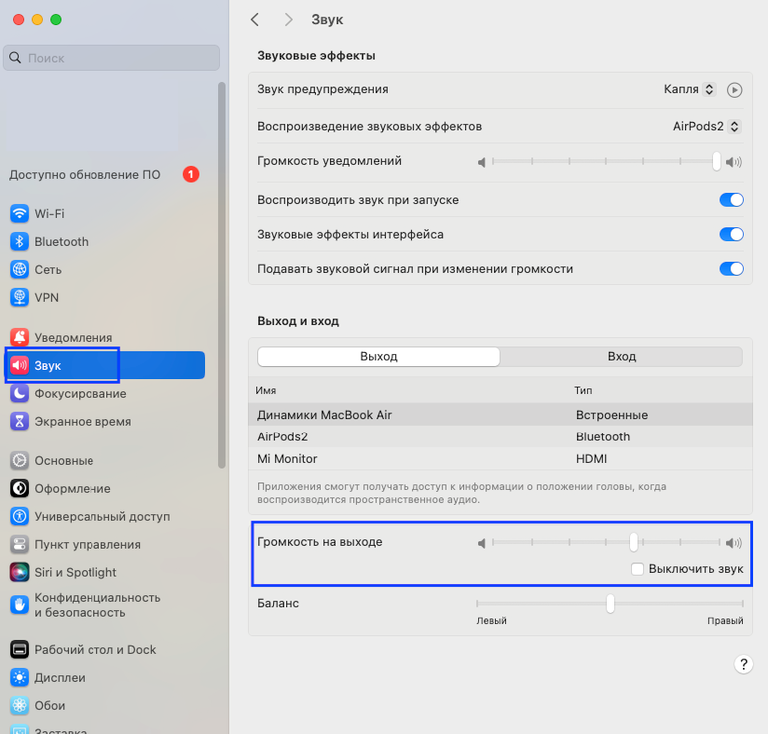 Звук
Поиск
Доступно обновление ПО 1
Wi-Fi
Bluetooth
Сеть
VPN
Уведомления
Звук
Фокусирсвание
Экранное время
Основные
Оформление
Универсальный доступ
Пункт управления
Siri и Spotlight
Конфиденциальность
и безопасность
Рабочий стол и Dock
Дисплеи
Обои
Заставка
Звуковые эффекты
Звук предупреждения Капля
Воспроизведение звуковых эффектов AirPods2
Громкость уведомлений
Воспроизводить звук при запуске
Звуковые эффекты интерфейса
Подавать звуковой сигнал при изменении громкости
Выход и вход
Выход Вход
Имя Тип
Динамики MacBook Air Встроенные
AirPods2 Bluetooth
Mi Monitor HDMI
Приложения смогут получать доступ к информации о положении головы, когда
воспроизводится пространственное аудио.
Громкость на выходе
Выключить звук
Баланс
Левый Правый
?